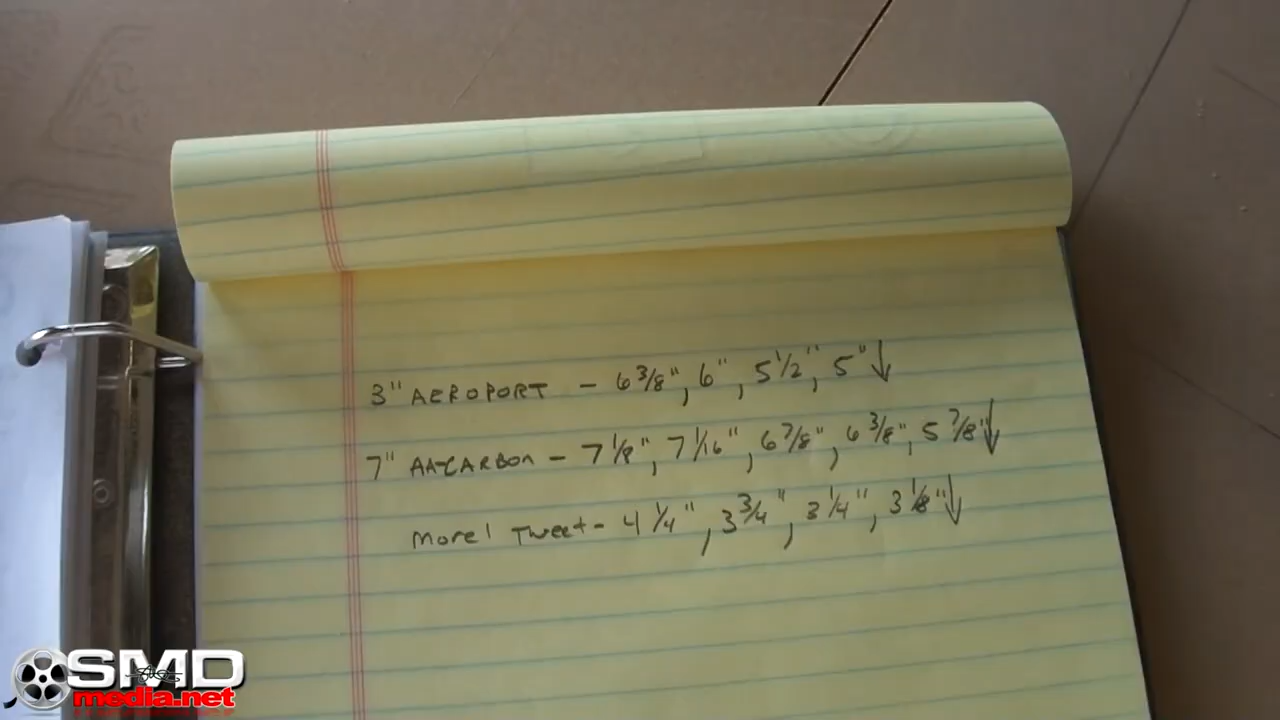 3" AEROPORT - 6 3/8", 6", 5 1/2", 5" ↓
7" AA-CARBON - 7 1/8", 7 1/16", 6 7/8", 6 3/8", 5 7/8" ↓
morel Tweet - 4 1/4", 3 3/4", 3 1/4", 3 1/8" ↓
SMD
media.net